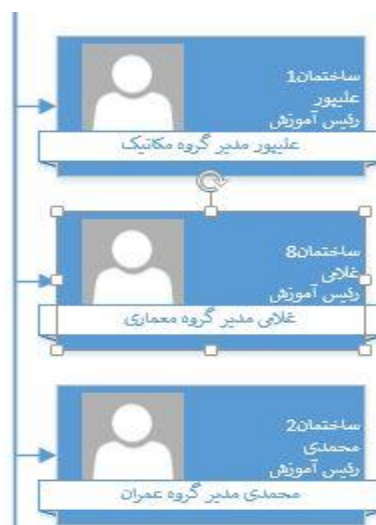 ساختمان1
علیپور
رئیس آموزش
علیپور مدیر گروه مکانیک
ساختمان8
غلامی
رئیس آموزش
غلامی مدیر گروه معماری
ساختمان2
محمدی
رئیس آموزش
محمدی مدیر گروه عمران